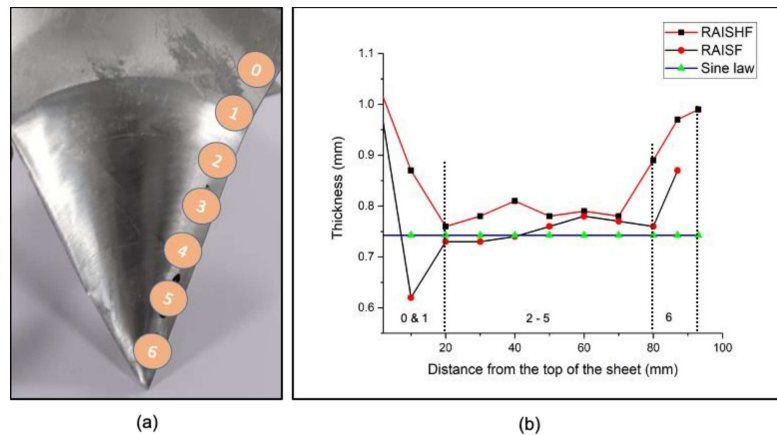 0
1
2
3
4
5
6
(a)
RAISHF
RAISF
Sine law
Thickness (mm)
1.1
1.0
0.9
0.8
0.7
0.6
0 & 1
2 - 5
6
20
40
60
80
100
Distance from the top of the sheet (mm)
(b)